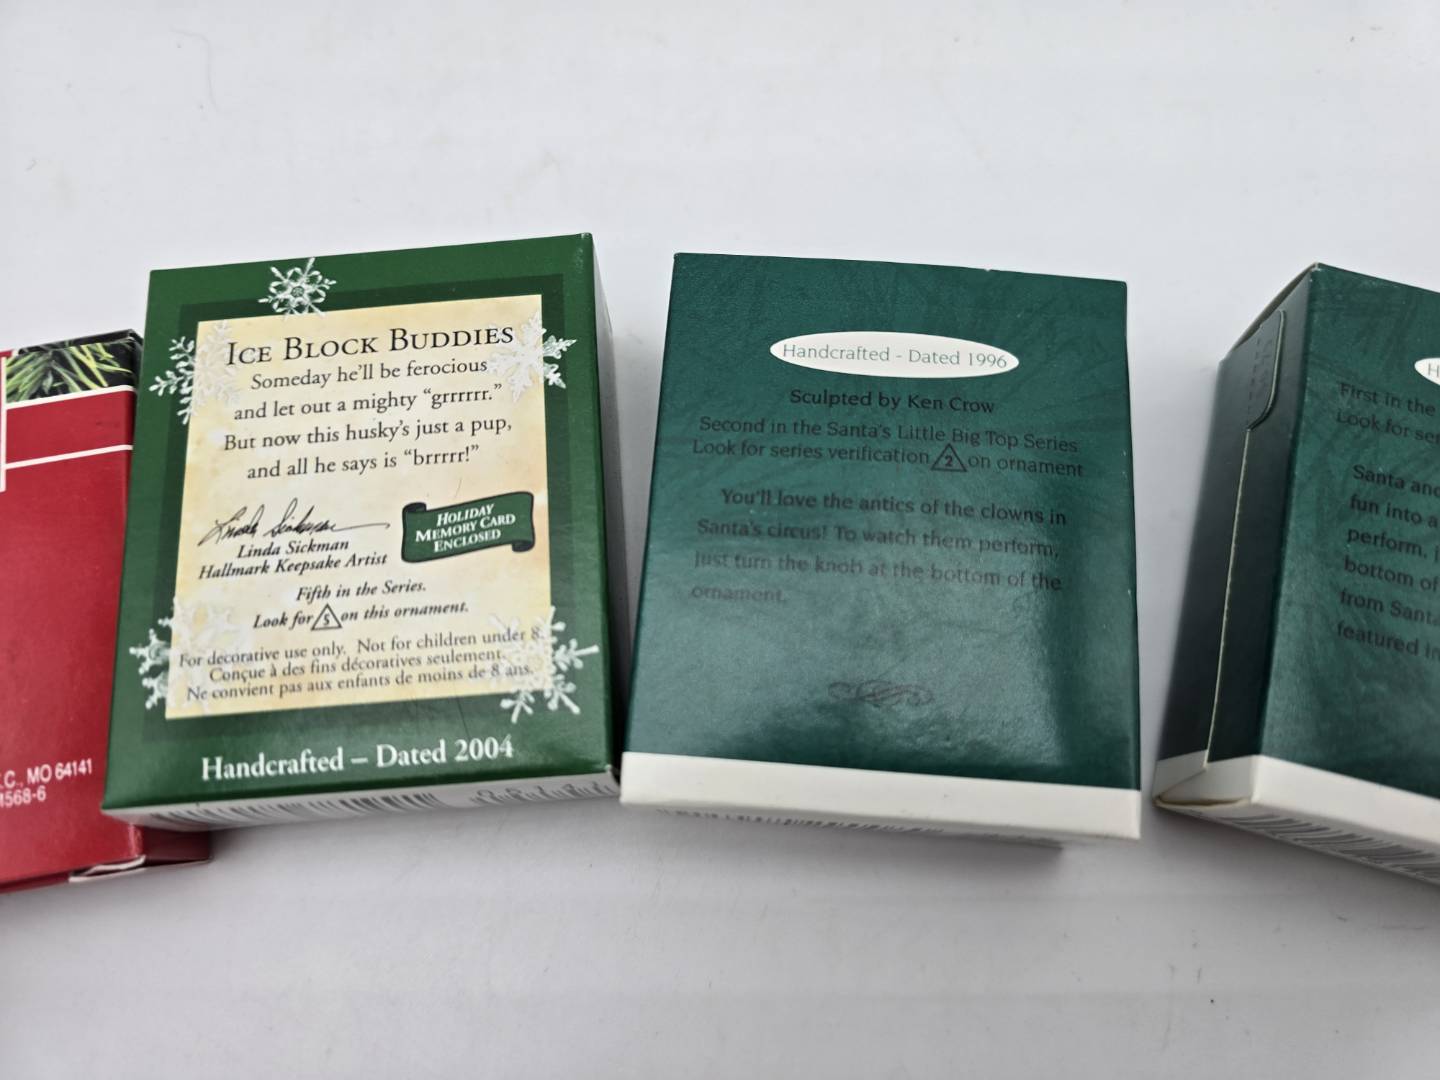 C., MO 64141
568-6
ICE BLOCK BUDDIES
Someday he'll be ferocious
and let out a mighty "grrrrrr."
But now this husky's just a pup,
and all he says is "brrrrr!"
Linda Sickman
Linda Sickman
Hallmark Keepsake Artist
HOLIDAY
MEMORY CARD
ENCLOSED
Fifth in the Series.
Look for 5 on this ornament.
For decorative use only. Not for children under 8.
Conçue à des fins décoratives seulement.
Ne convient pas aux enfants de moins de 8 ans.
Handcrafted – Dated 2004
Handcrafted - Dated 1996
Sculpted by Ken Crow
Second in the Santa's Little Big Top Series
Look for series verification 2 on ornament
You'll love the antics of the clowns in
Santa's circus! To watch them perform,
just turn the knob at the bottom of the
ornament.
H
First in the
Look for ser
Santa and
fun into a
perform, j
bottom of
from Santa
featured in